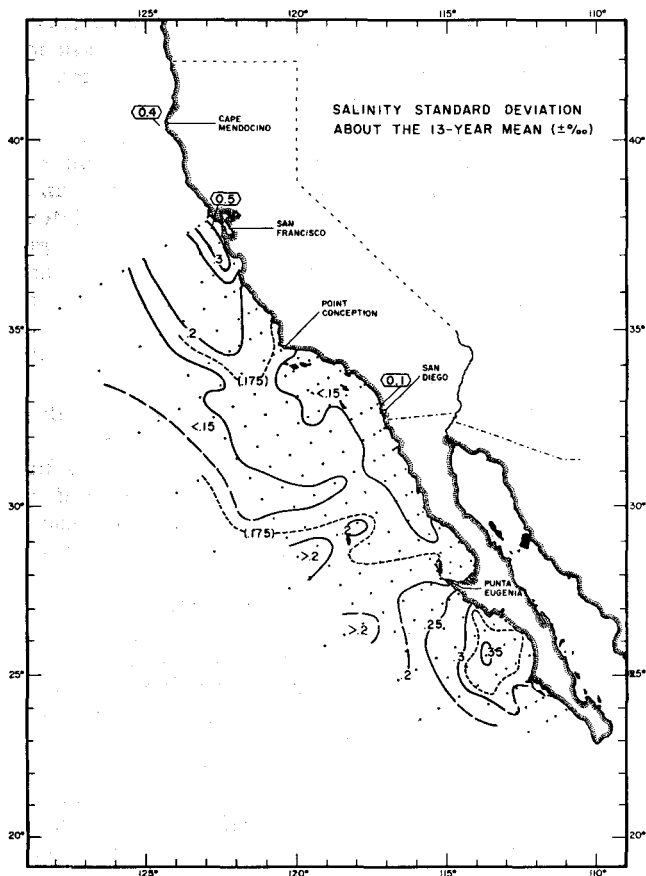 125° 120° 115° 110°
SALINITY STANDARD DEVIATION
ABOUT THE 13-YEAR MEAN (±‰)
0.4
CAPE
MENDOCINO
40° 40°
0.5
SAN
FRANCISCO
.3
POINT
CONCEPTION
35° 35°
.2
(.175)
SAN
DIEGO
0.1
<.15
<.15
30° 30°
(.175)
.2
>.2
PUNTA
EUGENIA
>.2
.25
.2
.3
.35
25° 25°
20° 20°
125° 120° 115° 110°